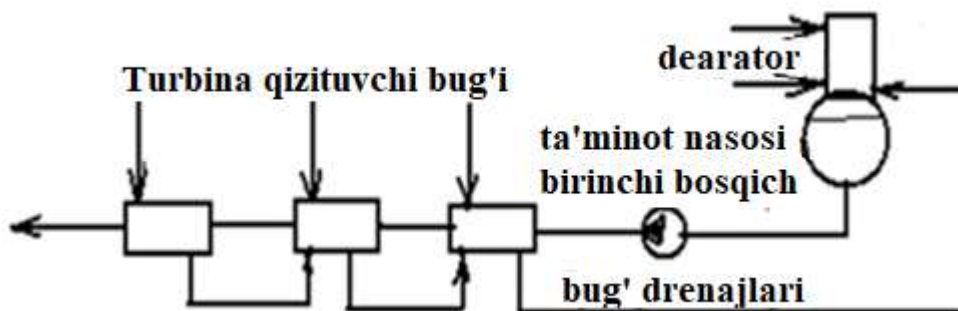 dearator
Turbina qizituvchi bug'i
ta'minot nasosi
birinchi bosqich
bug' drenajlari